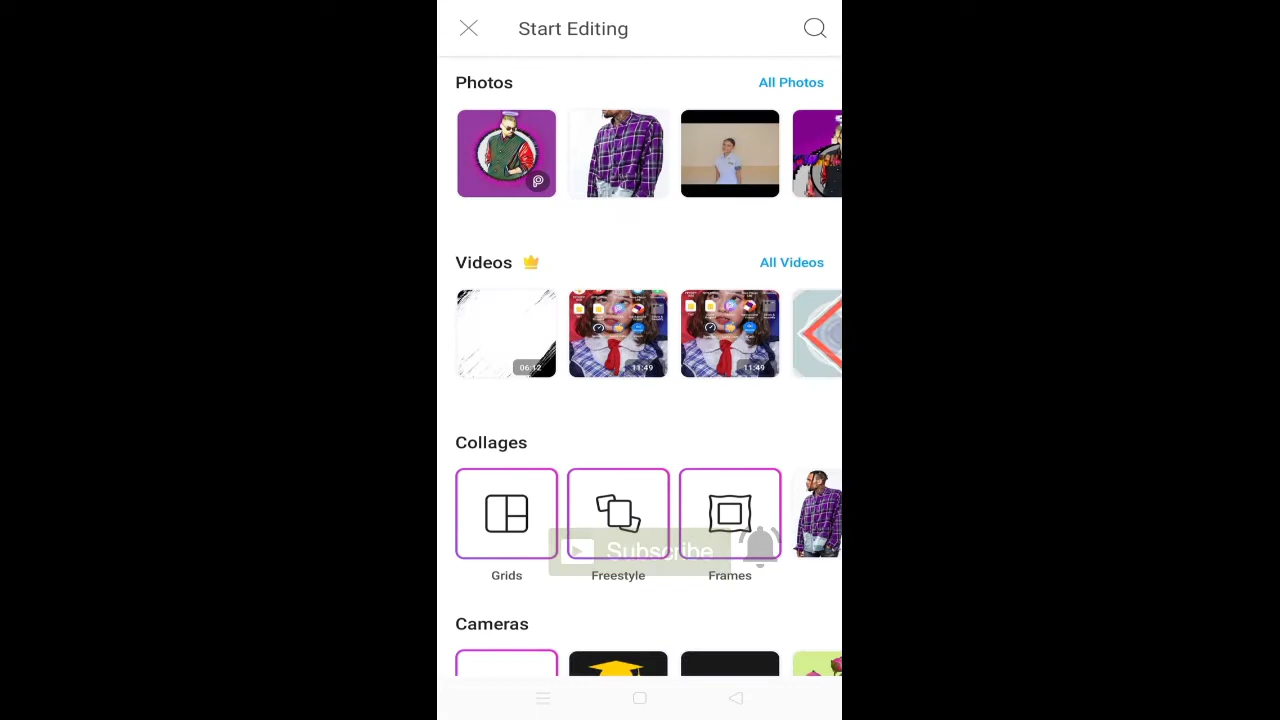 Start Editing
Photos
All Photos
Videos
All Videos
06:12
11:49
11:49
Collages
Subscribe
Grids
Freestyle
Frames
Cameras